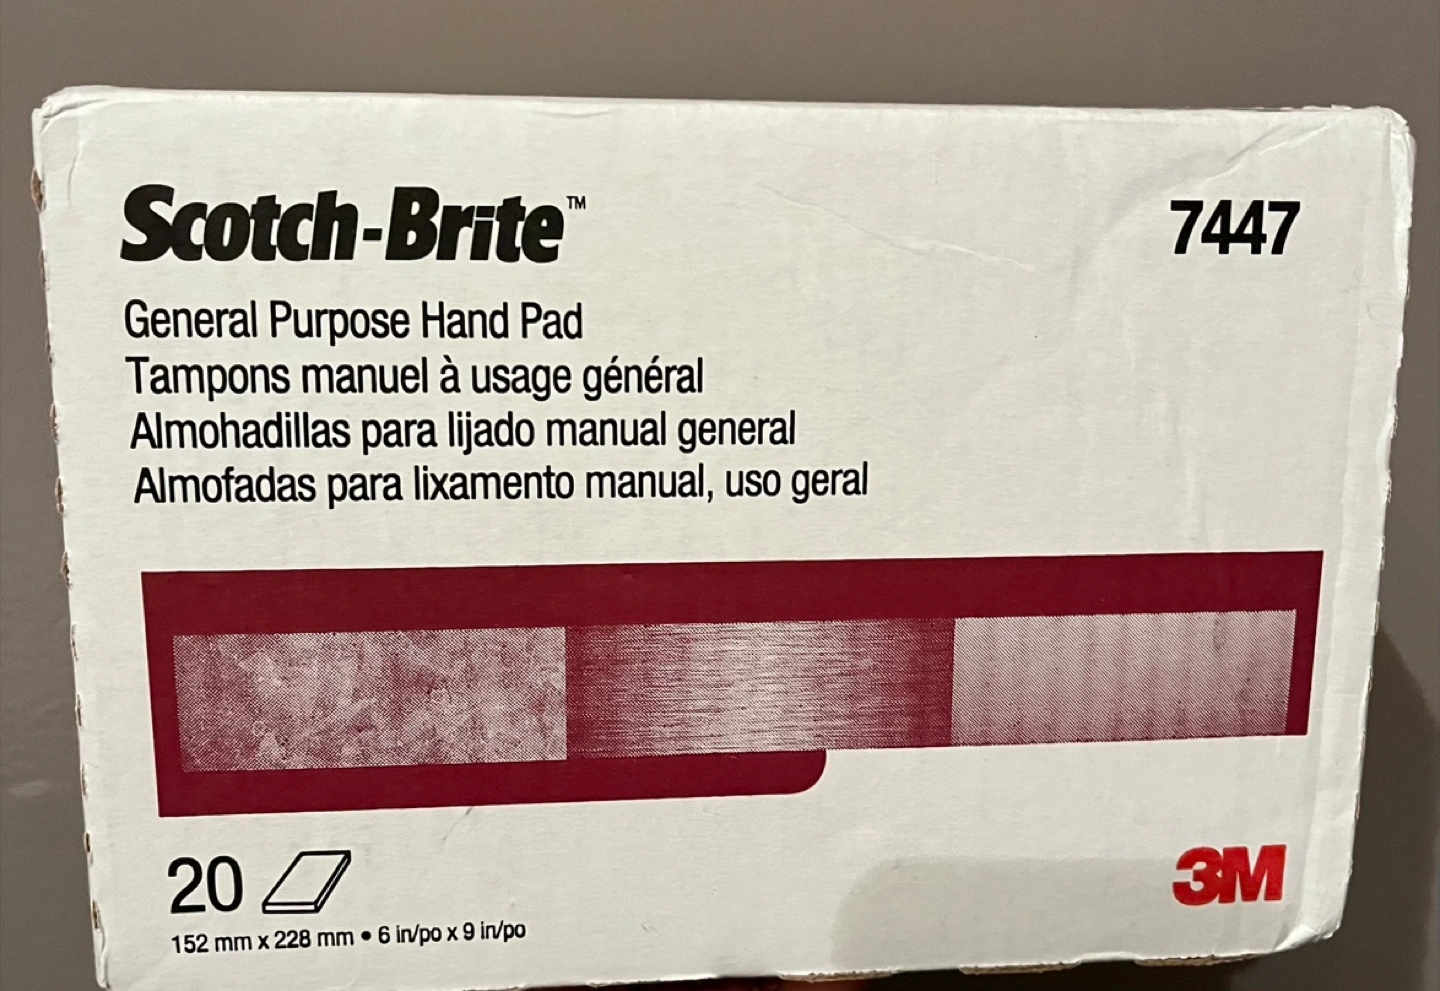 Scotch-Brite™
7447
General Purpose Hand Pad
Tampons manuel à usage général
Almohadillas para lijado manual general
Almofadas para lixamento manual, uso geral
20
152 mm x 228 mm • 6 in/po x 9 in/po
3M